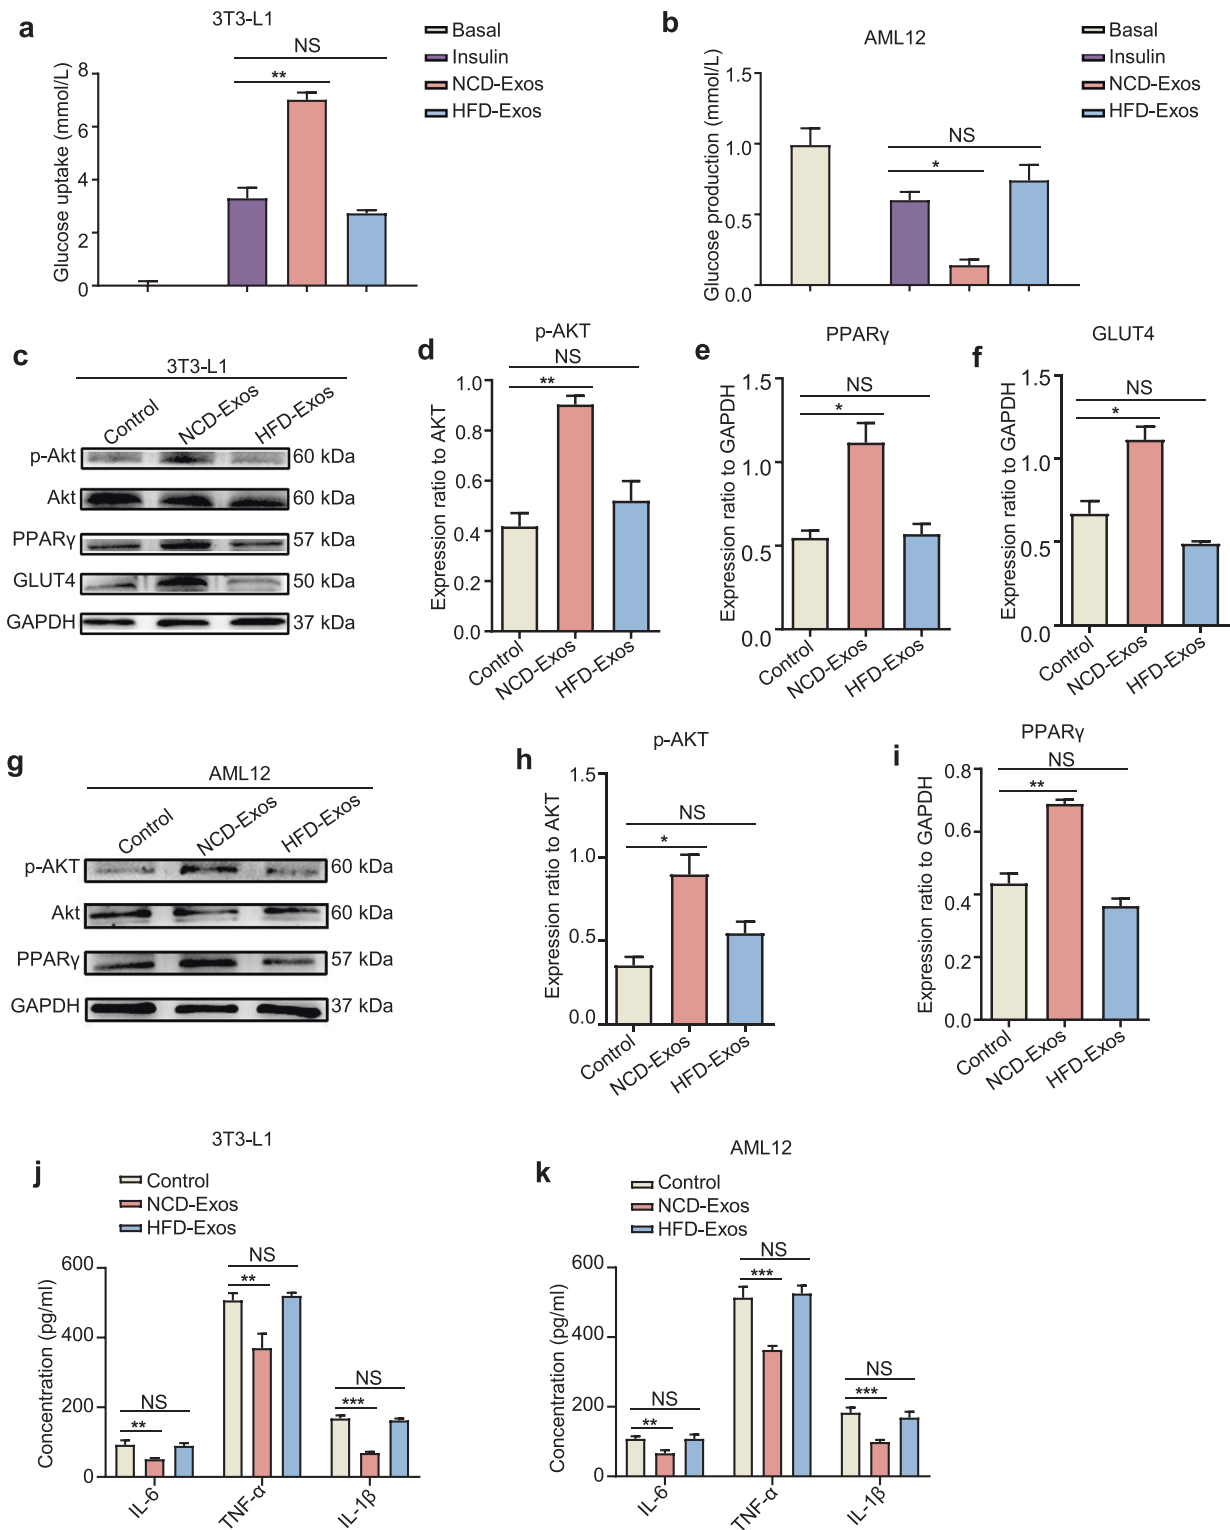 a
3T3-L1
Glucose uptake (mmol/L)
8
6
4
2
0
NS
**
Basal
Insulin
NCD-Exos
HFD-Exos
b
AML12
Glucose production (mmol/L)
1.5
1.0
0.5
0.0
NS
*
Basal
Insulin
NCD-Exos
HFD-Exos
c
3T3-L1
Control
NCD-Exos
HFD-Exos
p-Akt 60 kDa
Akt 60 kDa
PPARγ 57 kDa
GLUT4 50 kDa
GAPDH 37 kDa
d
p-AKT
NS
**
Expression ratio to AKT
1.0
0.8
0.6
0.4
0.2
0.0
Control
NCD-Exos
HFD-Exos
e
PPARγ
NS
*
Expression ratio to GAPDH
1.5
1.0
0.5
0.0
Control
NCD-Exos
HFD-Exos
f
GLUT4
NS
*
Expression ratio to GAPDH
1.5
1.0
0.5
0.0
Control
NCD-Exos
HFD-Exos
g
AML12
Control
NCD-Exos
HFD-Exos
p-AKT 60 kDa
Akt 60 kDa
PPARγ 57 kDa
GAPDH 37 kDa
h
p-AKT
NS
*
Expression ratio to AKT
1.5
1.0
0.5
0.0
Control
NCD-Exos
HFD-Exos
i
PPARγ
NS
**
Expression ratio to GAPDH
0.8
0.6
0.4
0.2
0.0
Control
NCD-Exos
HFD-Exos
j
3T3-L1
Control
NCD-Exos
HFD-Exos
Concentration (pg/ml)
600
400
200
0
NS
**
NS
**
NS
***
IL-6
TNF-α
IL-1β
k
AML12
Control
NCD-Exos
HFD-Exos
Concentration (pg/ml)
600
400
200
0
NS
**
NS
***
NS
***
IL-6
TNF-α
IL-1β